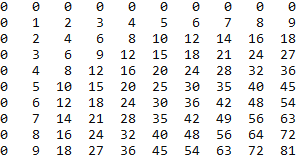 0 0 0 0 0 0 0 0 0 0
0 1 2 3 4 5 6 7 8 9
0 2 4 6 8 10 12 14 16 18
0 3 6 9 12 15 18 21 24 27
0 4 8 12 16 20 24 28 32 36
0 5 10 15 20 25 30 35 40 45
0 6 12 18 24 30 36 42 48 54
0 7 14 21 28 35 42 49 56 63
0 8 16 24 32 40 48 56 64 72
0 9 18 27 36 45 54 63 72 81